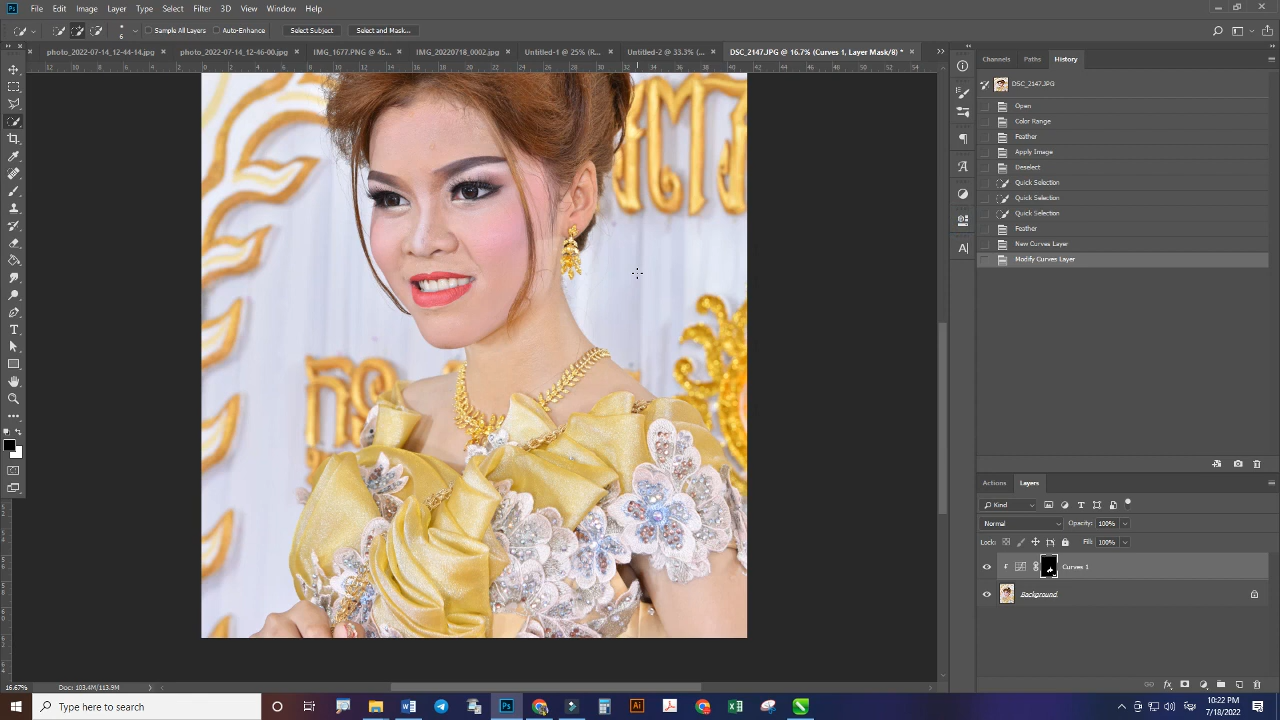 File Edit Image Layer Type Select Filter 3D View Window Help
Sample All Layers Auto-Enhance Select Subject Select and Mask...
photo_2022-07-14_12-44-14.jpg × photo_2022-07-14_12-46-00.jpg × IMG_1677.PNG @ 45... × IMG_20220718_0002.jpg × Untitled-1 @ 25% (R... × Untitled-2 @ 33.3% (... × DSC_2147.JPG @ 16.7% (Curves 1, Layer Mask/8) * ×
Channels Paths History
DSC_2147.JPG
Open
Color Range
Feather
Apply Image
Deselect
Quick Selection
Quick Selection
Quick Selection
Feather
New Curves Layer
Modify Curves Layer
Actions Layers
Kind
Normal Opacity: 100%
Lock: Fill: 100%
Curves 1
Background
16.67% Doc: 103.4M/113.9M
Type here to search
10:22 PM
7/18/2022